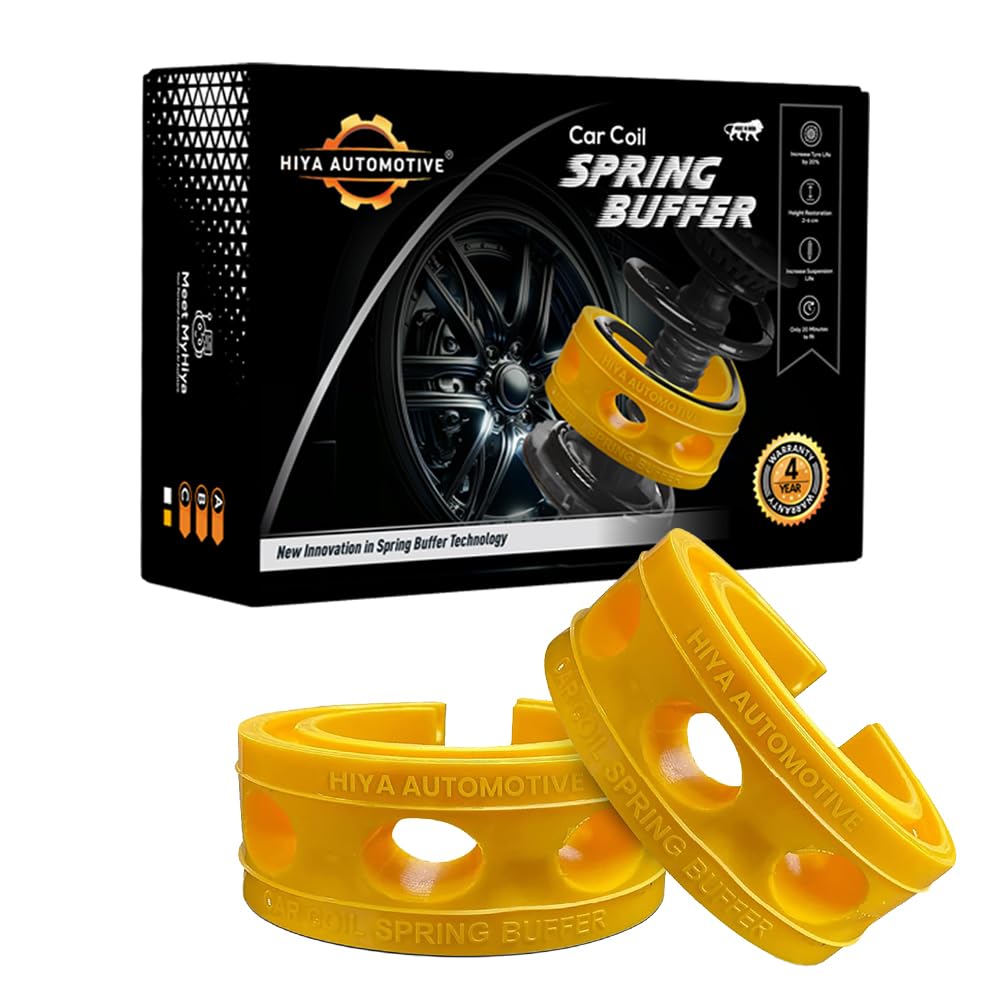 HIYA AUTOMOTIVE®
Car Coil
SPRING
BUFFER
Increase Tyre Life
by 20%
Height Restoration
2-6 cm
Increase Suspension
Life
Only 20 Minutes
to fit
HIYA AUTOMOTIVE
SPRING BUFFER
WARRANTY
4
YEAR
WARRANTY
New Innovation in Spring Buffer Technology
Meet MyHiya
A
B
C
HIYA AUTOMOTIVE
CAR COIL SPRING BUFFER
HIYA AUTOMOTIVE
CAR COIL SPRING BUFFER